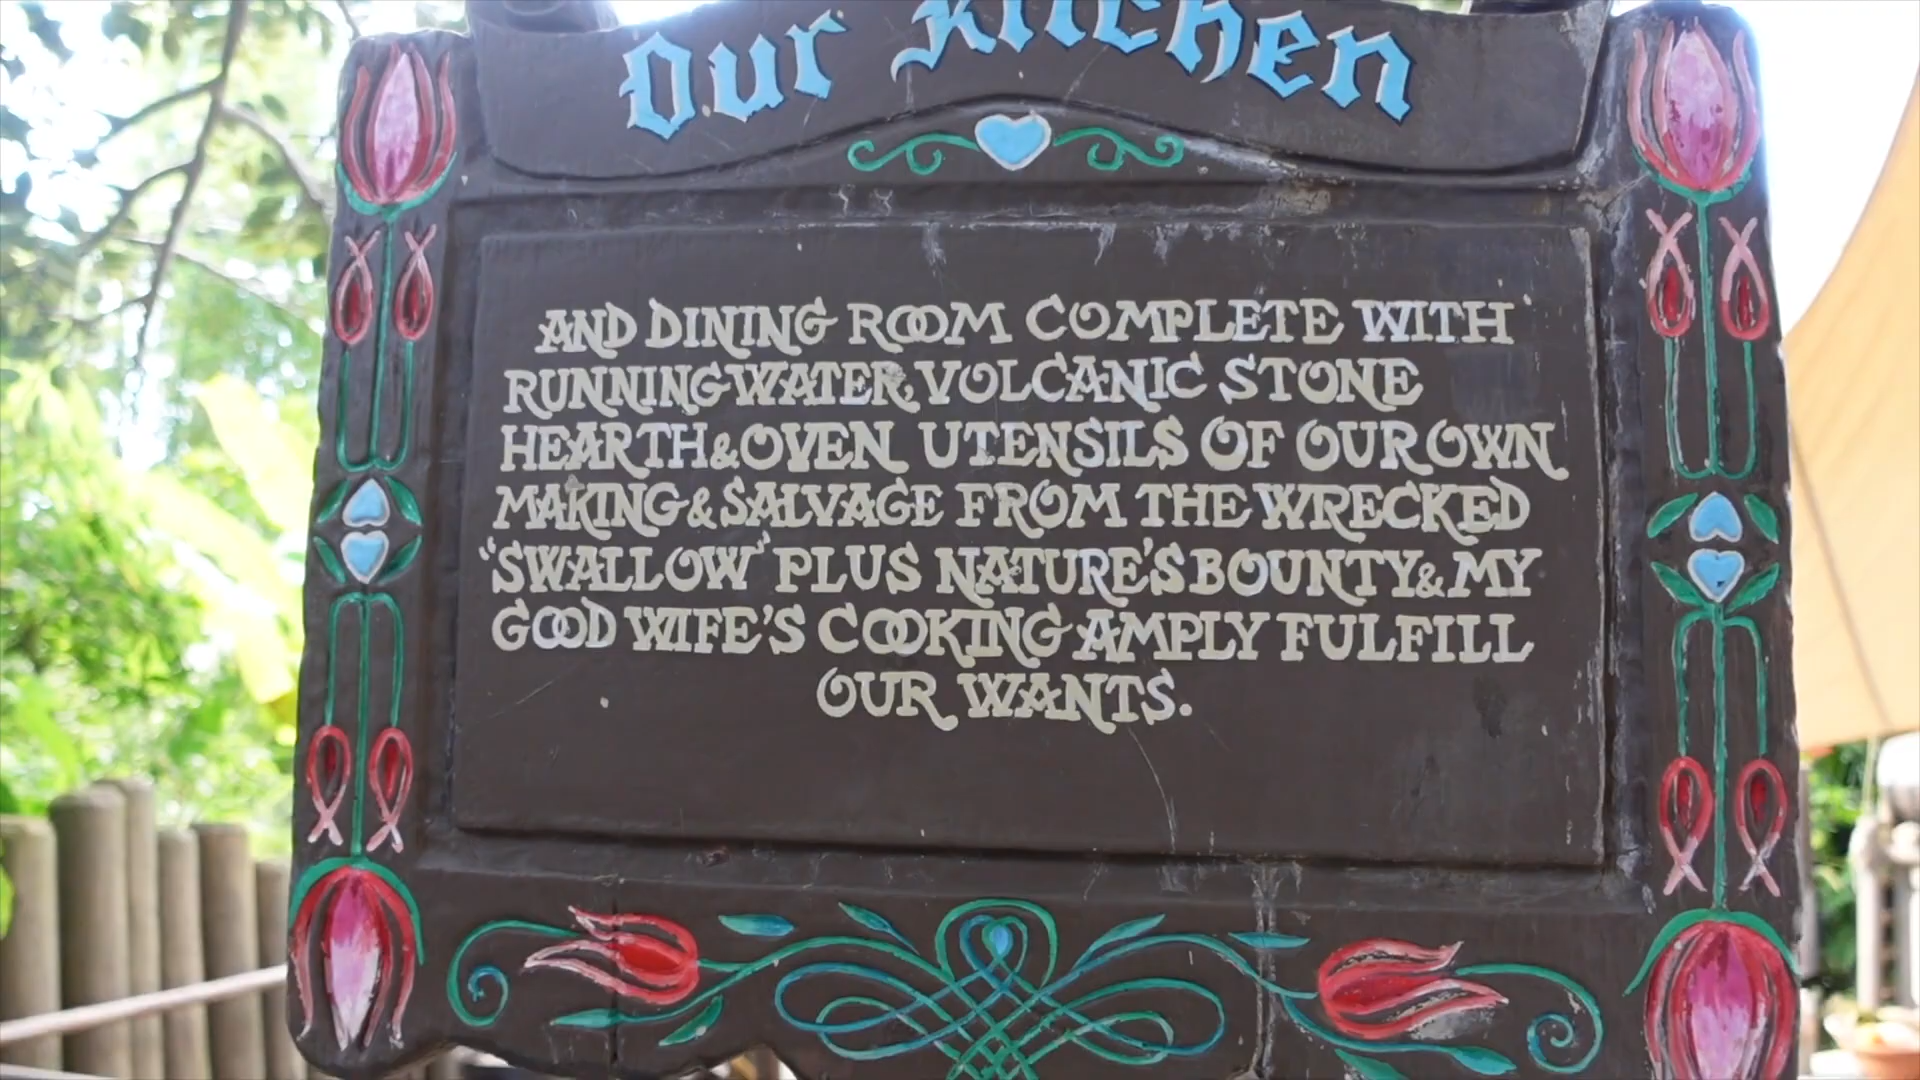 Our Kitchen
AND DINING ROOM COMPLETE WITH
RUNNING WATER, VOLCANIC STONE
HEARTH & OVEN. UTENSILS OF OUR OWN
MAKING & SALVAGE FROM THE WRECKED
"SWALLOW" PLUS NATURE'S BOUNTY & MY
GOOD WIFE'S COOKING AMPLY FULFILL
OUR WANTS.